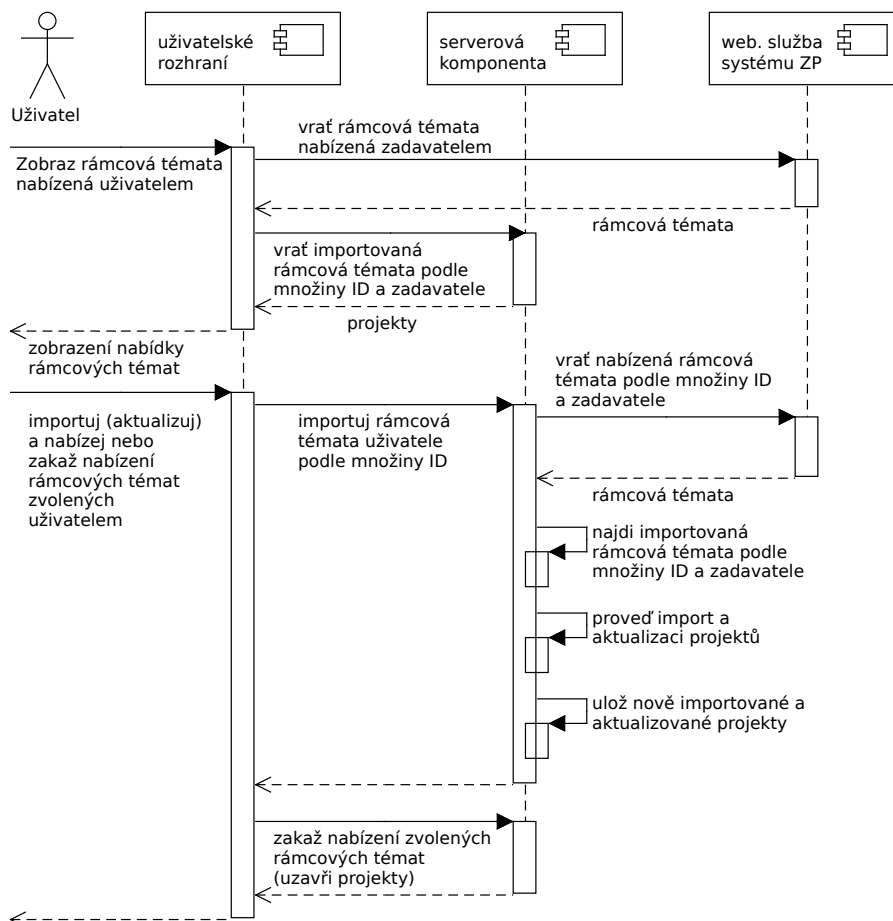 uživatelské
rozhraní
serverová
komponenta
web. služba
systému ZP
Uživatel
vrať rámcová témata
nabízená zadavatelem
Zobraz rámcová témata
nabízená uživatelem
rámcová témata
vrať importovaná
rámcová témata podle
množiny ID a zadavatele
projekty
zobrazení nabídky
rámcových témat
vrať nabízená rámcová
témata podle množiny ID
a zadavatele
importuj (aktualizuj)
a nabízej nebo
zakaž nabízení
rámcových témat
zvolených
uživatelem
importuj rámcová
témata uživatele
podle množiny ID
rámcová témata
najdi importovaná
rámcová témata podle
množiny ID a zadavatele
proveď import a
aktualizaci projektů
ulož nově importované a
aktualizované projekty
zakaž nabízení zvolených
rámcových témat
(uzavři projekty)